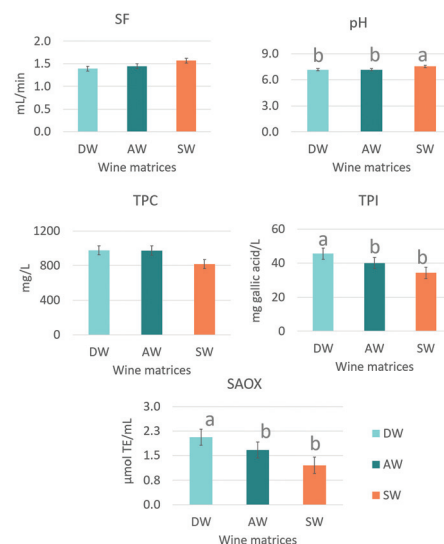 SF
2.0
1.5
1.0
0.5
0.0
mL/min
DW AW SW
Wine matrices
pH
9.0
6.0
3.0
0.0
b b a
DW AW SW
Wine matrices
TPC
1200
800
400
0
mg/L
DW AW SW
Wine matrices
TPI
60
40
20
0
mg gallic acid/L
a b b
DW AW SW
Wine matrices
SAOX
3.0
2.3
1.5
0.8
0.0
µmol TE/mL
a b b
DW AW SW
Wine matrices
DW
AW
SW